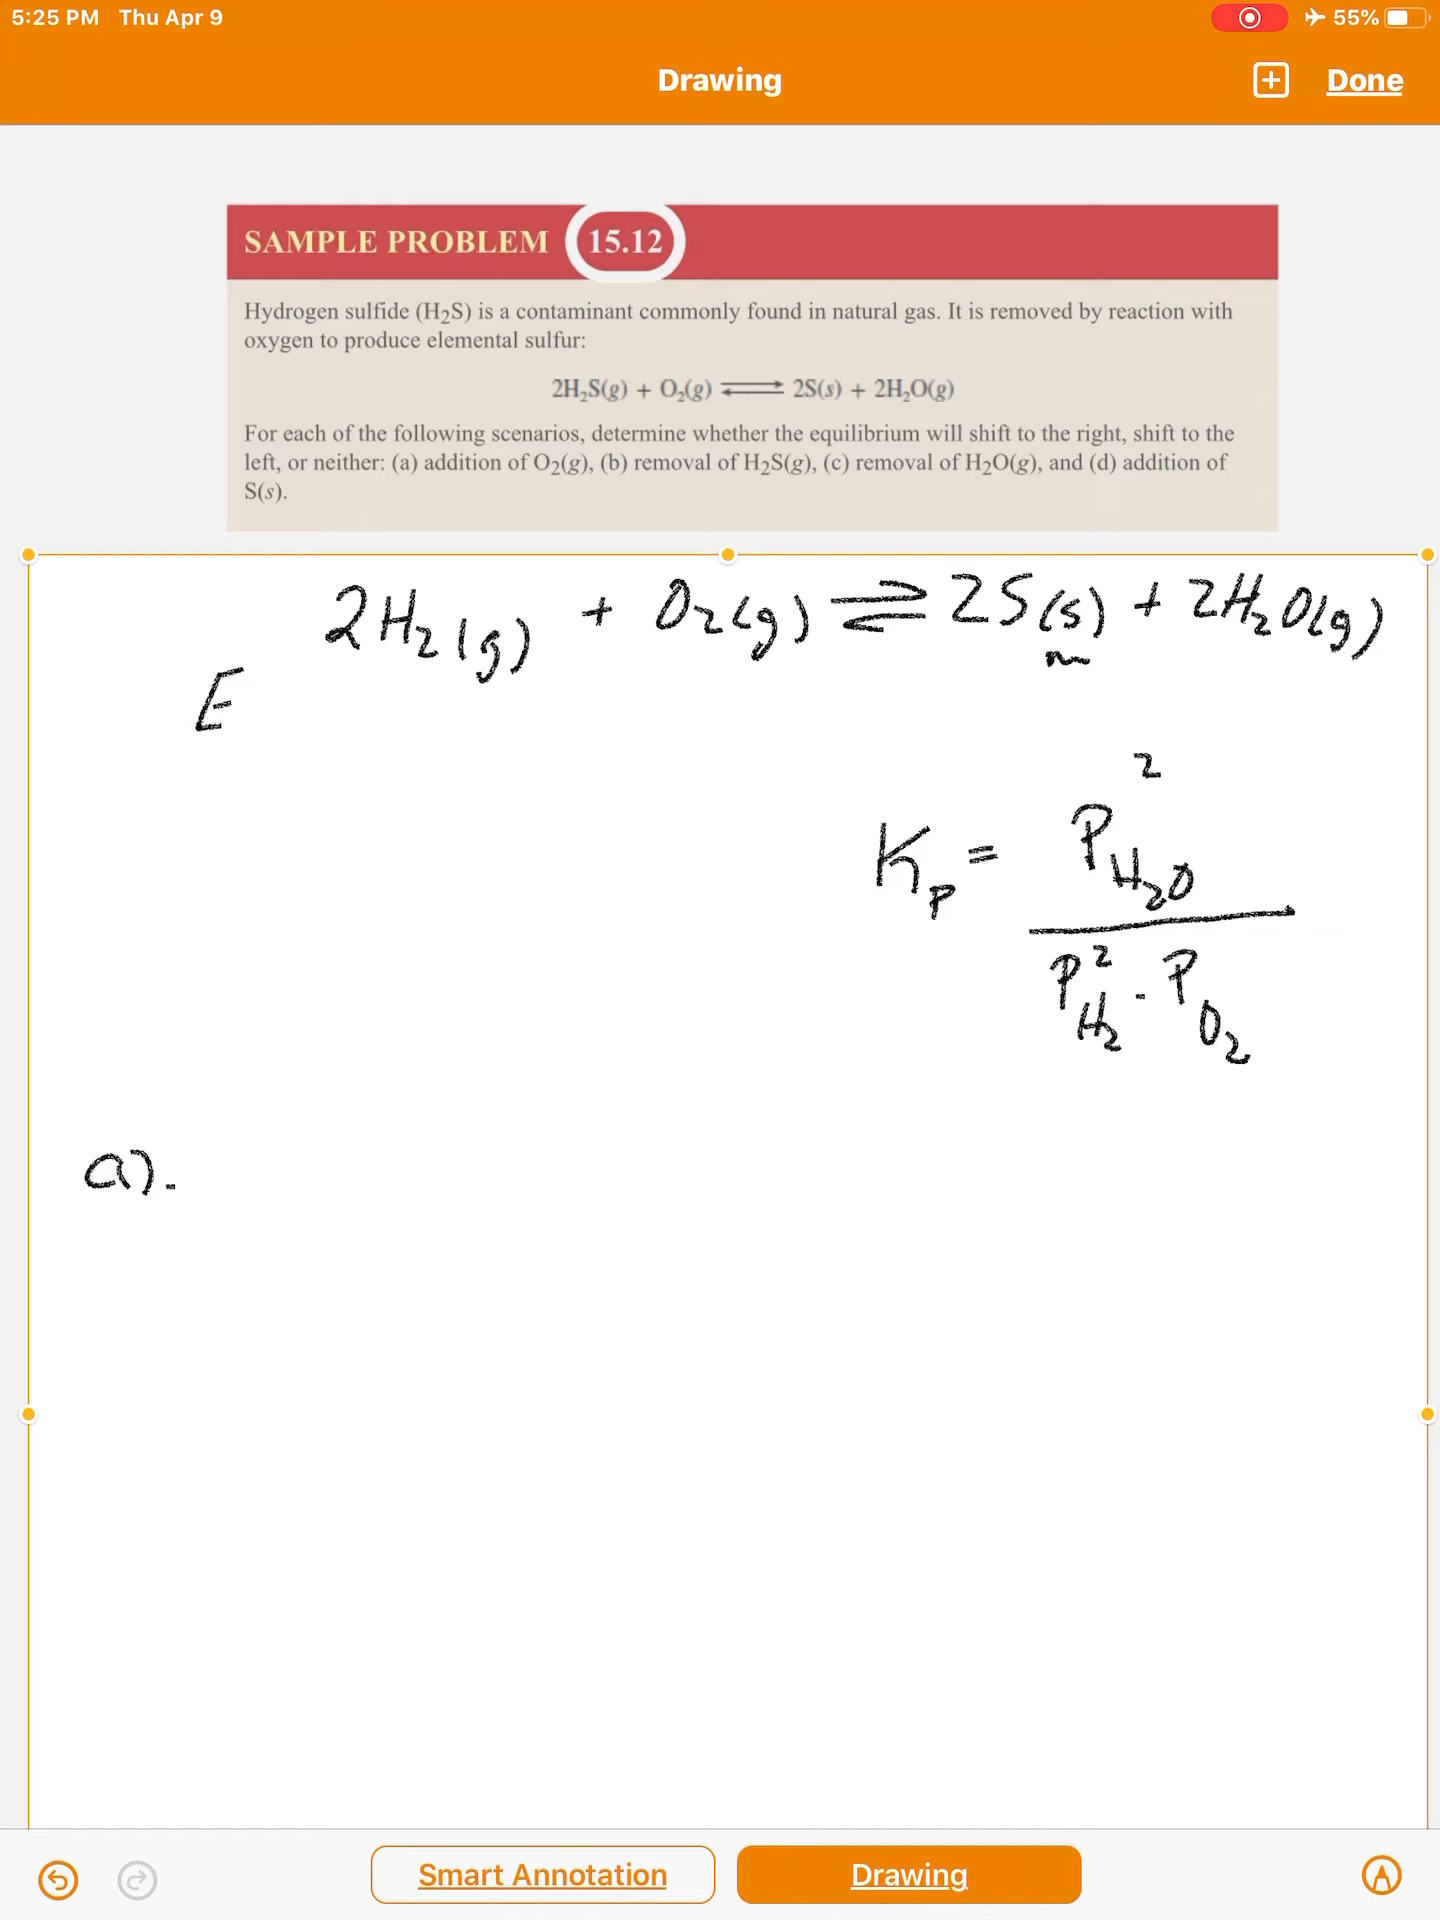 5:25 PM Thu Apr 9 55%
Drawing Done
SAMPLE PROBLEM 15.12
Hydrogen sulfide (H₂S) is a contaminant commonly found in natural gas. It is removed by reaction with
oxygen to produce elemental sulfur:
2H₂S(g) + O₂(g) ⇌ 2S(s) + 2H₂O(g)
For each of the following scenarios, determine whether the equilibrium will shift to the right, shift to the
left, or neither: (a) addition of O₂(g), (b) removal of H₂S(g), (c) removal of H₂O(g), and (d) addition of
S(s).
2H₂(g) + O₂(g) ⇌ 2S(s) + 2H₂O(g)
E
Kₚ = P²H₂O
P²H₂ · PO₂
a).
Smart Annotation Drawing